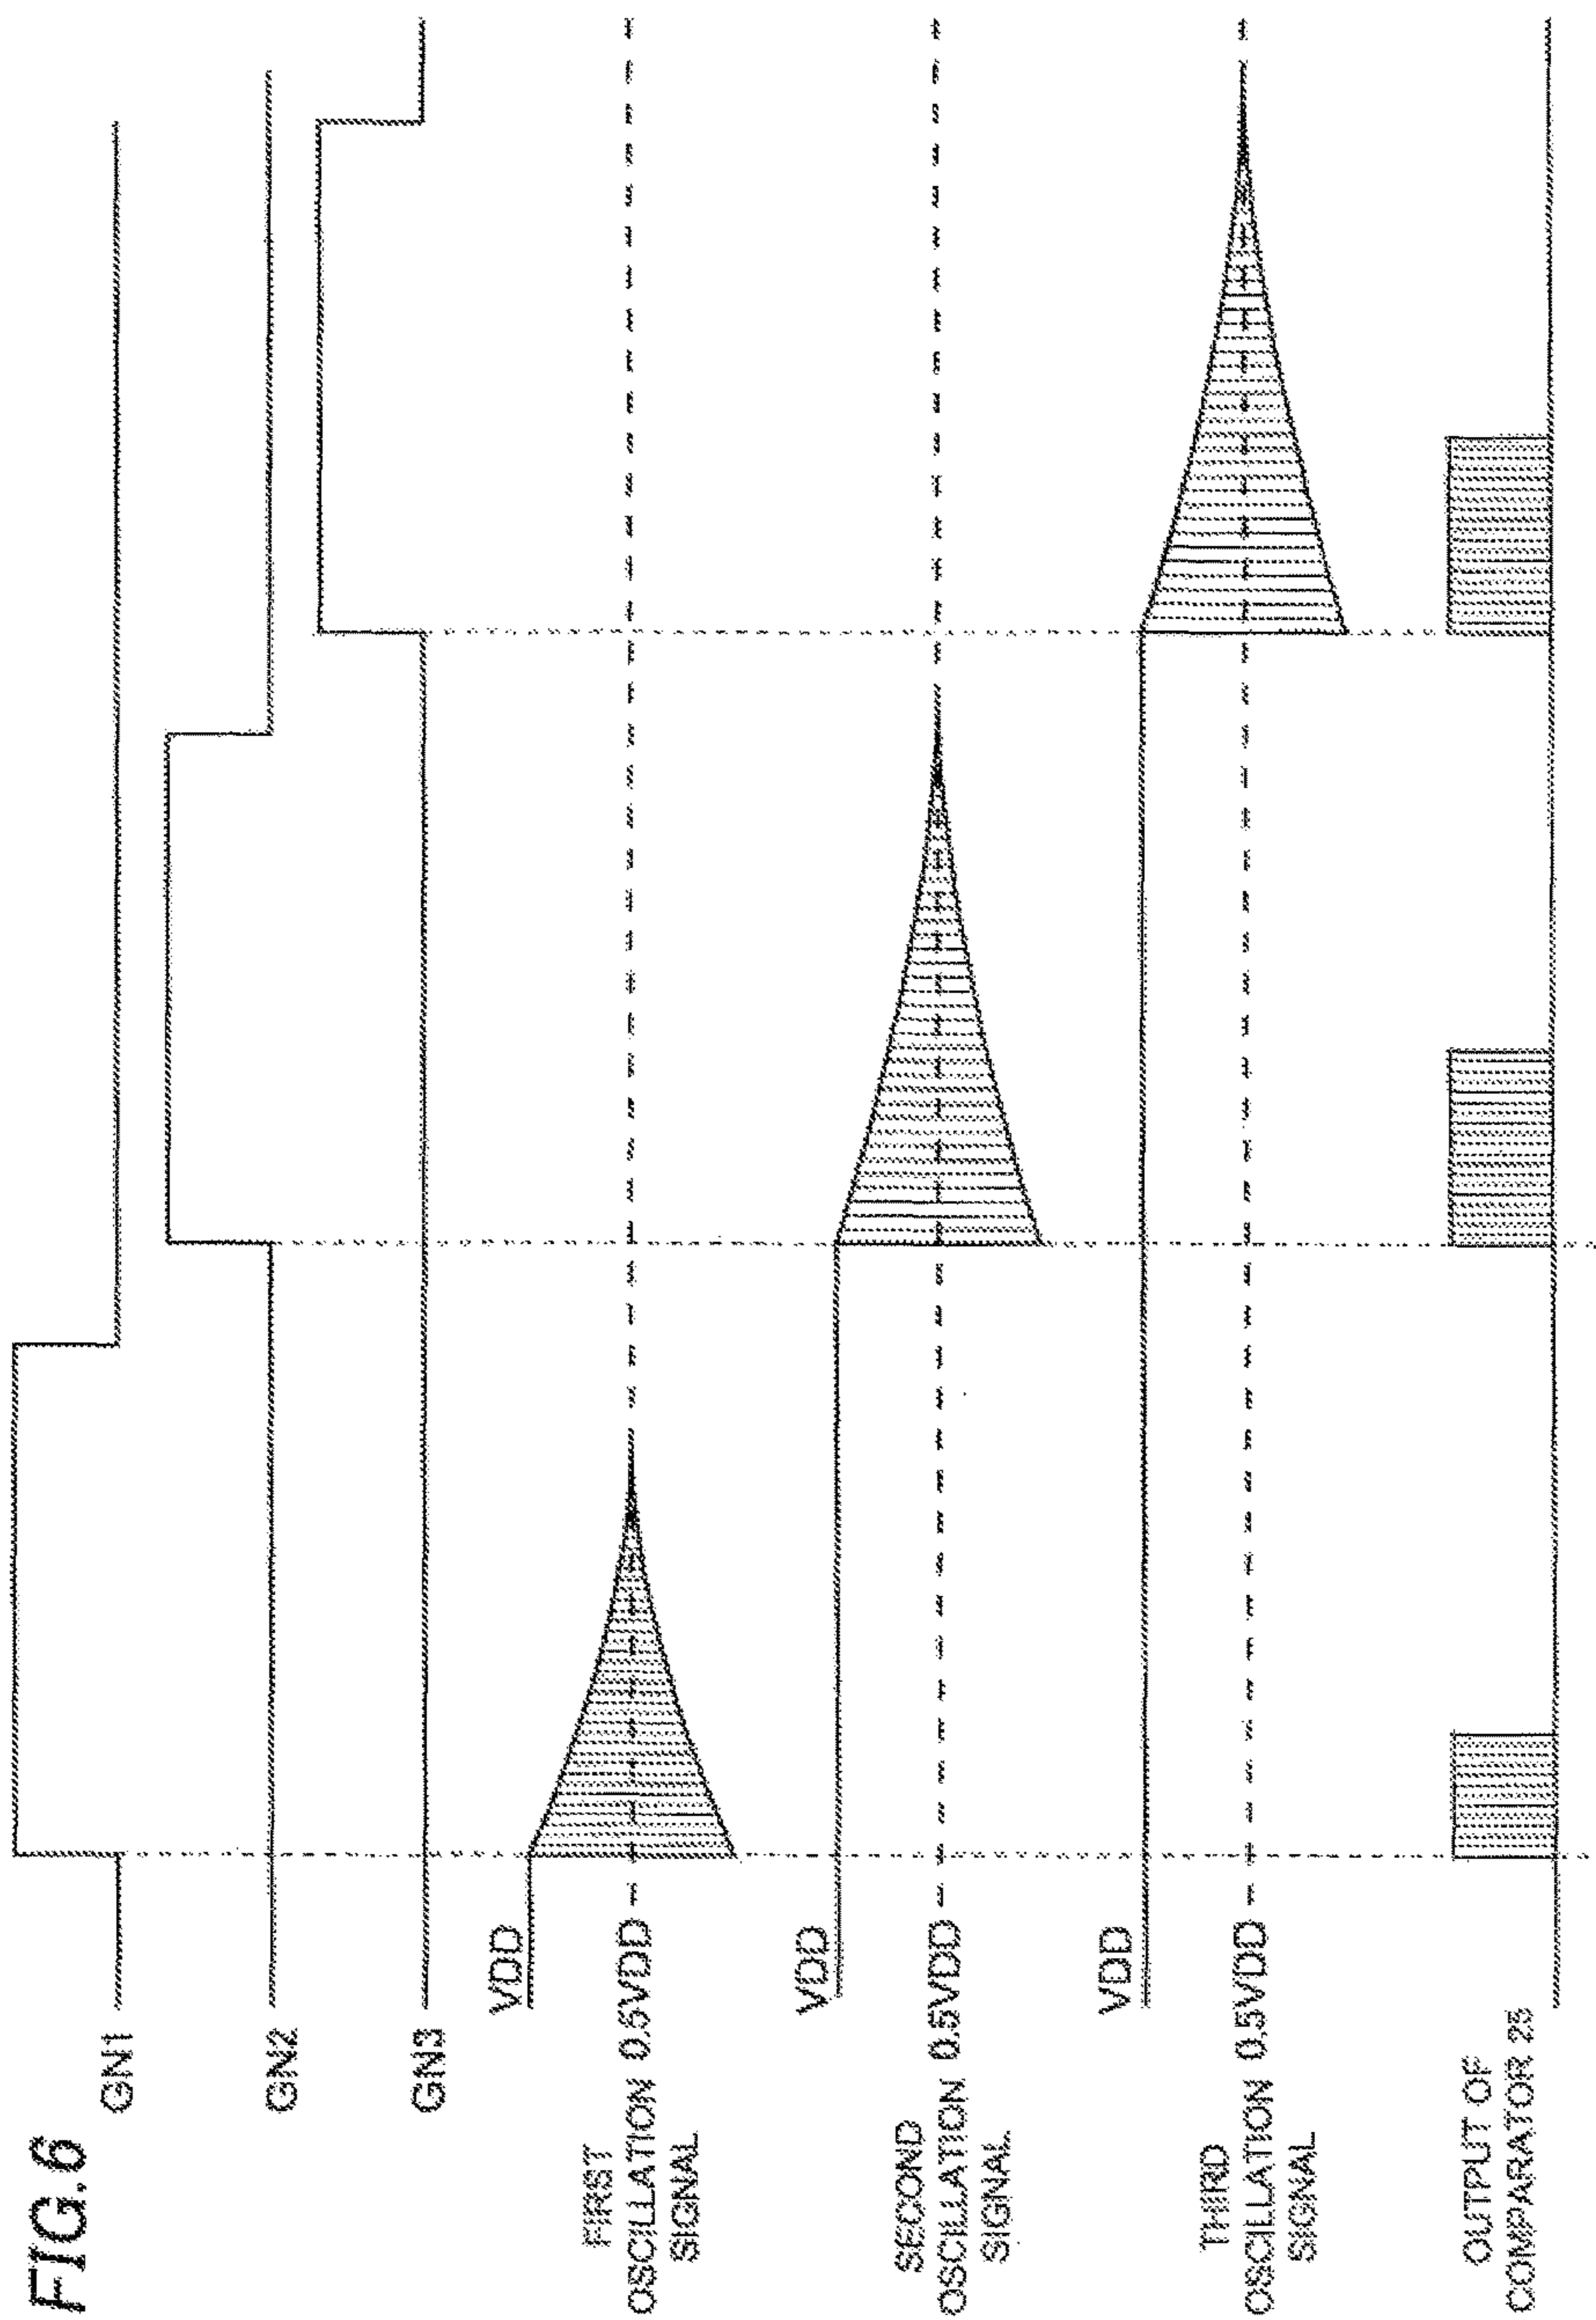 FIG.6
GN1
GN2
GN3
VDD
FIRST
OSCILLATION 0.5VDD
SIGNAL
VDD
SECOND
OSCILLATION 0.5VDD
SIGNAL
VDD
THIRD
OSCILLATION 0.5VDD
SIGNAL
OUTPUT OF
COMPARATOR 25